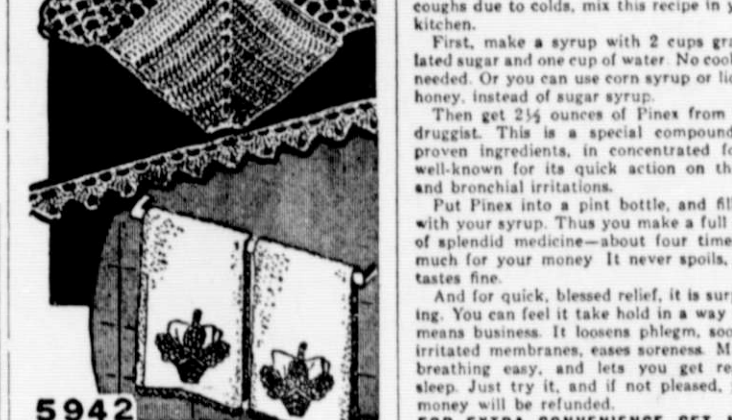 5942
coughs due to colds, mix this recipe in y
kitchen.
First, make a syrup with 2 cups gra
lated sugar and one cup of water. No cool
needed. Or you can use corn syrup or li
honey, instead of sugar syrup.
Then get 2½ ounces of Pinex from
druggist. This is a special compound
proven ingredients, in concentrated fo
well-known for its quick action on th
and bronchial irritations.
Put Pinex into a pint bottle, and fill
with your syrup. Thus you make a full
of splendid medicine—about four time
much for your money It never spoils,
tastes fine.
And for quick, blessed relief, it is sur
ing. You can feel it take hold in a way
means business. It loosens phlegm, soo
irritated membranes, eases soreness. M
breathing easy, and lets you get re
sleep. Just try it, and if not pleased,
money will be refunded.
FOR EXTRA CONVENIENCE GET